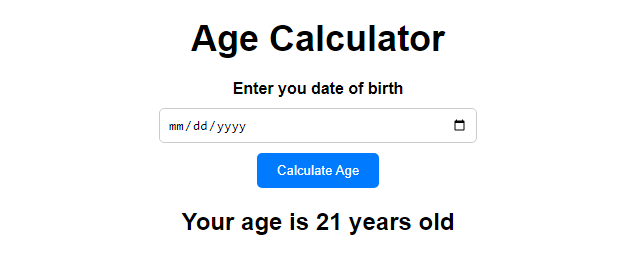 Age Calculator
Enter you date of birth
mm/dd/yyyy
Calculate Age
Your age is 21 years old